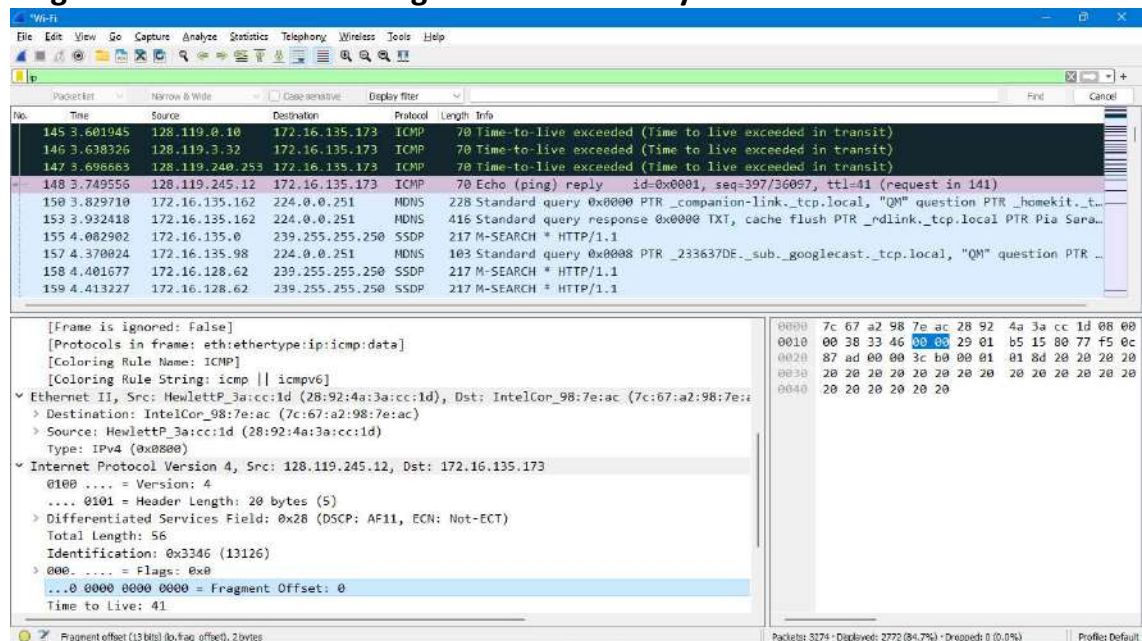 *Wi-Fi
File Edit View Go Capture Analyze Statistics Telephony Wireless Tools Help
ip
Packet list Narrow & Wide Case sensitive Display filter Find Cancel
No. Time Source Destination Protocol Length Info
145 3.601945 128.119.0.10 172.16.135.173 ICMP 70 Time-to-live exceeded (Time to live exceeded in transit)
146 3.638326 128.119.3.32 172.16.135.173 ICMP 70 Time-to-live exceeded (Time to live exceeded in transit)
147 3.696663 128.119.240.253 172.16.135.173 ICMP 70 Time-to-live exceeded (Time to live exceeded in transit)
148 3.749556 128.119.245.12 172.16.135.173 ICMP 70 Echo (ping) reply id=0x0001, seq=397/36097, ttl=41 (request in 141)
150 3.829710 172.16.135.162 224.0.0.251 MDNS 228 Standard query 0x0000 PTR _companion-link._tcp.local, "QM" question PTR _homekit._t…
153 3.932418 172.16.135.162 224.0.0.251 MDNS 416 Standard query response 0x0000 TXT, cache flush PTR _rdlink._tcp.local PTR Pia Sara…
155 4.082902 172.16.135.0 239.255.255.250 SSDP 217 M-SEARCH * HTTP/1.1
157 4.370024 172.16.135.98 224.0.0.251 MDNS 103 Standard query 0x0008 PTR _233637DE._sub._googlecast._tcp.local, "QM" question PTR …
158 4.401677 172.16.128.62 239.255.255.250 SSDP 217 M-SEARCH * HTTP/1.1
159 4.413227 172.16.128.62 239.255.255.250 SSDP 217 M-SEARCH * HTTP/1.1
[Frame is ignored: False]
[Protocols in frame: eth:ethertype:ip:icmp:data]
[Coloring Rule Name: ICMP]
[Coloring Rule String: icmp || icmpv6]
Ethernet II, Src: HewlettP_3a:cc:1d (28:92:4a:3a:cc:1d), Dst: IntelCor_98:7e:ac (7c:67:a2:98:7e:a
Destination: IntelCor_98:7e:ac (7c:67:a2:98:7e:ac)
Source: HewlettP_3a:cc:1d (28:92:4a:3a:cc:1d)
Type: IPv4 (0x0800)
Internet Protocol Version 4, Src: 128.119.245.12, Dst: 172.16.135.173
0100 .... = Version: 4
.... 0101 = Header Length: 20 bytes (5)
Differentiated Services Field: 0x28 (DSCP: AF11, ECN: Not-ECT)
Total Length: 56
Identification: 0x3346 (13126)
000. .... = Flags: 0x0
...0 0000 0000 0000 = Fragment Offset: 0
Time to Live: 41
0000 7c 67 a2 98 7e ac 28 92 4a 3a cc 1d 08 00
0010 00 38 33 46 00 00 29 01 b5 15 80 77 f5 0c
0020 87 ad 00 00 3c b0 00 01 01 8d 20 20 20 20
0030 20 20 20 20 20 20 20 20 20 20 20 20 20 20
0040 20 20 20 20 20 20
Fragment offset (13 bits) (ip.frag_offset), 2 bytes
Packets: 3274 · Displayed: 2772 (84.7%) · Dropped: 0 (0.0%) Profile: Default